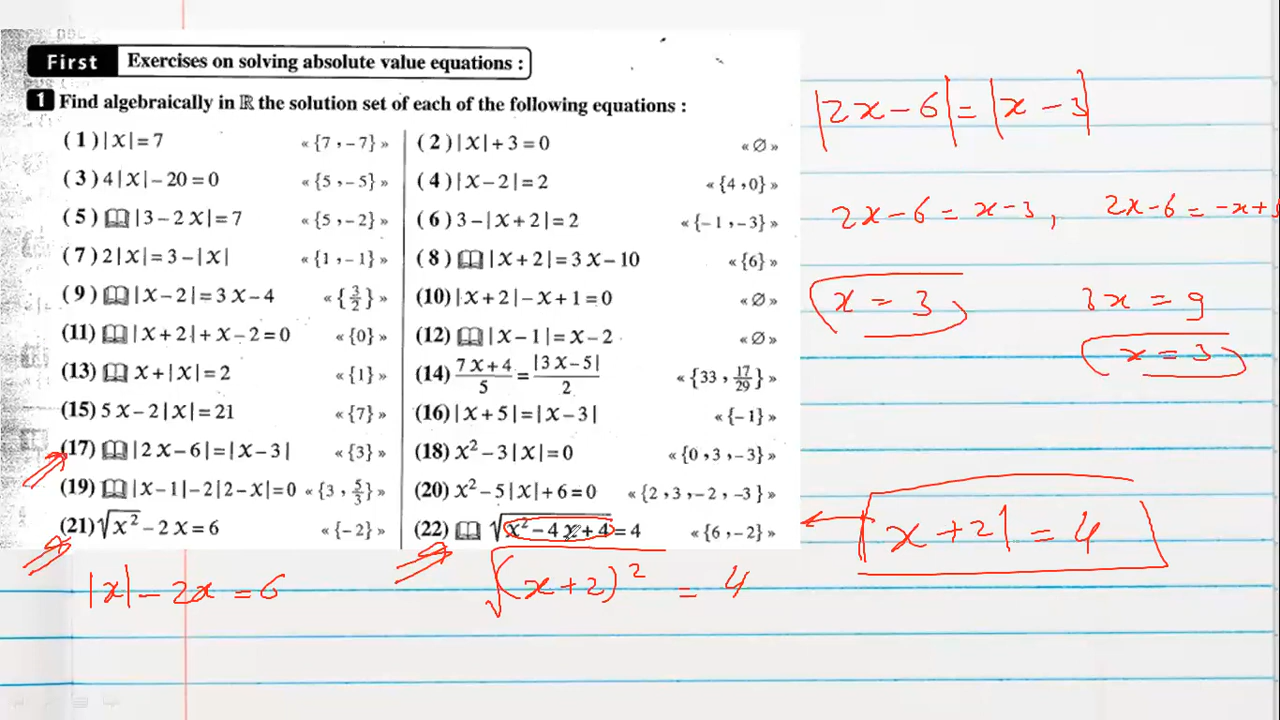 First Exercises on solving absolute value equations :
1 Find algebraically in ℝ the solution set of each of the following equations :
(1) |x| = 7 « {7 , −7} »
(2) |x| + 3 = 0 « ∅ »
(3) 4|x| − 20 = 0 « {5 , −5} »
(4) |x − 2| = 2 « {4 , 0} »
(5) |3 − 2x| = 7 « {5 , −2} »
(6) 3 − |x + 2| = 2 « {−1 , −3} »
(7) 2|x| = 3 − |x| « {1 , −1} »
(8) |x + 2| = 3x − 10 « {6} »
(9) |x − 2| = 3x − 4 « {3/2} »
(10) |x + 2| − x + 1 = 0 « ∅ »
(11) |x + 2| + x − 2 = 0 « {0} »
(12) |x − 1| = x − 2 « ∅ »
(13) x + |x| = 2 « {1} »
(14) (7x + 4)/5 = |3x − 5|/2 « {33 , 17/29} »
(15) 5x − 2|x| = 21 « {7} »
(16) |x + 5| = |x − 3| « {−1} »
(17) |2x − 6| = |x − 3| « {3} »
(18) x² − 3|x| = 0 « {0 , 3 , −3} »
(19) |x − 1| − 2|2 − x| = 0 « {3 , 5/3} »
(20) x² − 5|x| + 6 = 0 « {2 , 3 , −2 , −3} »
(21) √x² − 2x = 6 « {−2} »
(22) √(x² − 4x + 4) = 4 « {6 , −2} »
|x| − 2x = 6
√(x + 2)² = 4
|2x − 6| = |x − 3|
2x − 6 = x − 3 , 2x − 6 = −x + 3
x = 3
3x = 9
x = 3
|x + 2| = 4